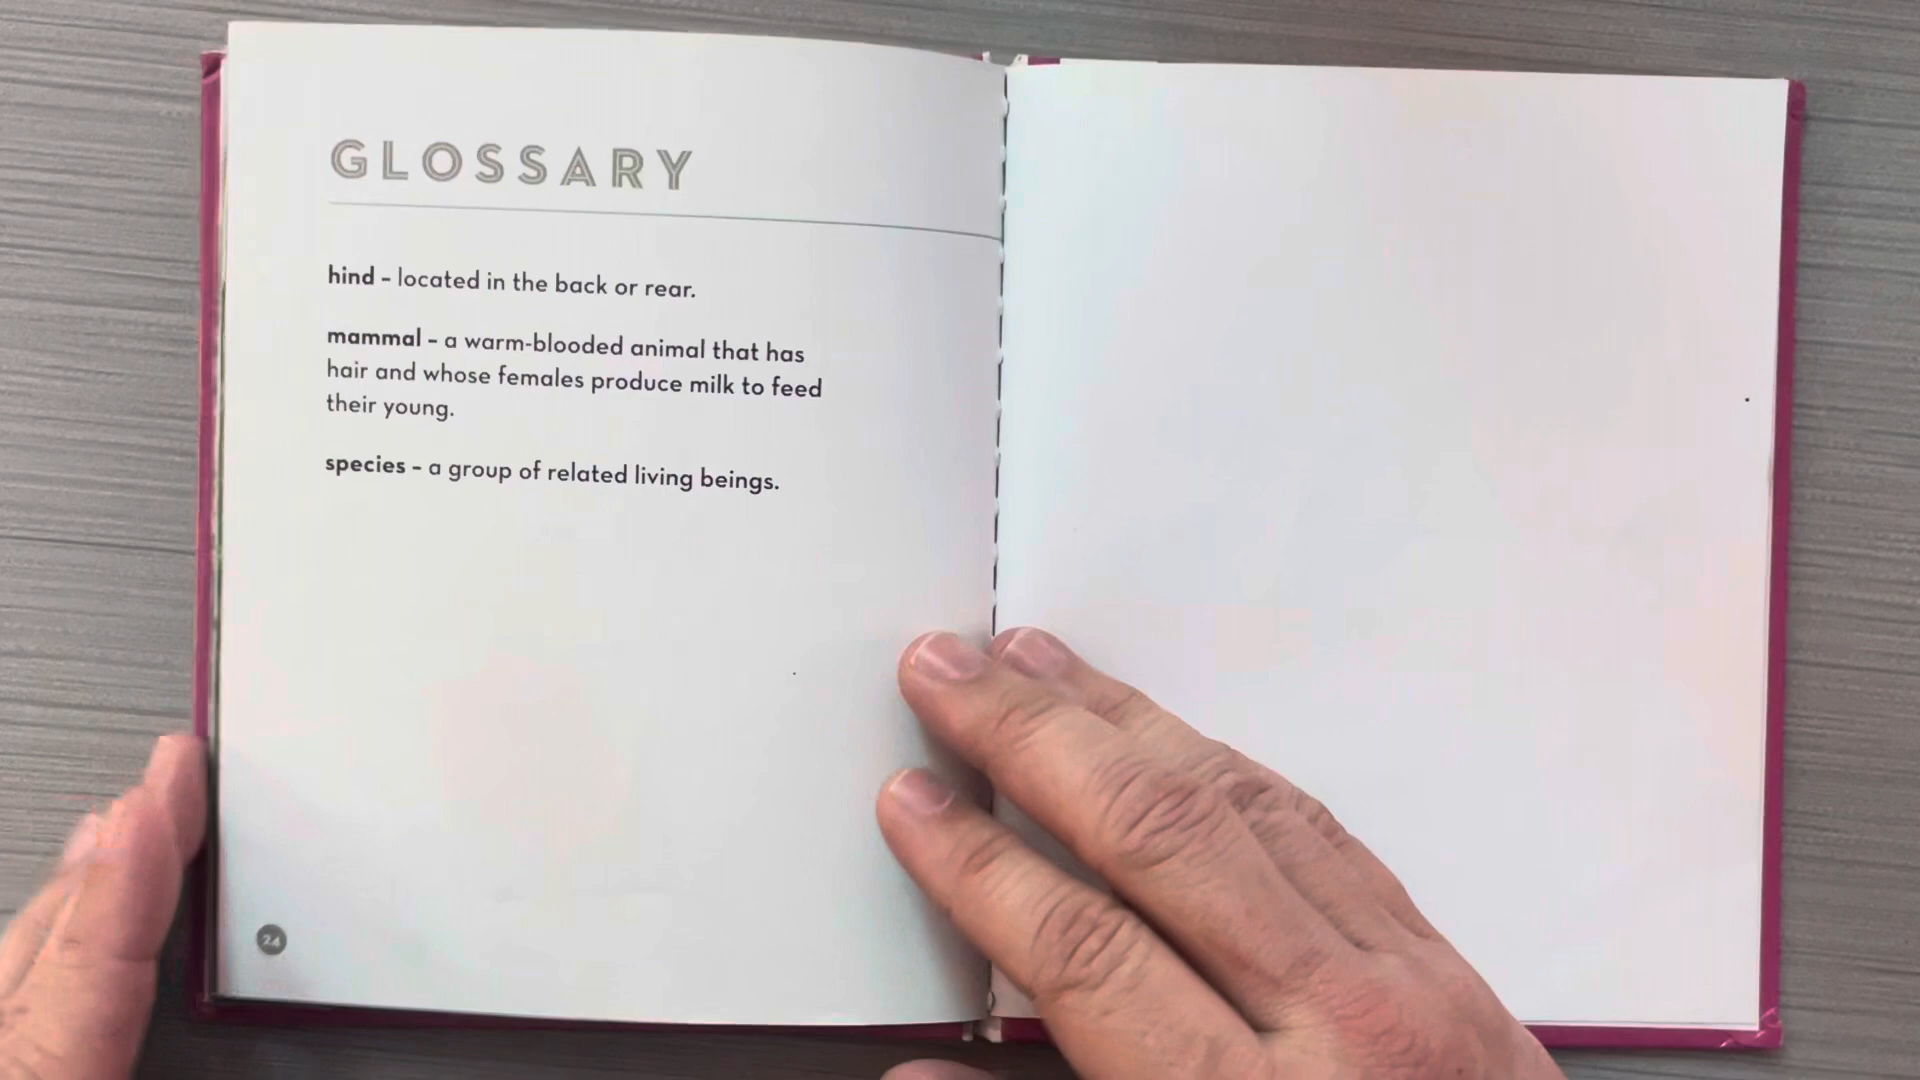 GLOSSARY
hind – located in the back or rear.
mammal – a warm-blooded animal that has
hair and whose females produce milk to feed
their young.
species – a group of related living beings.
24